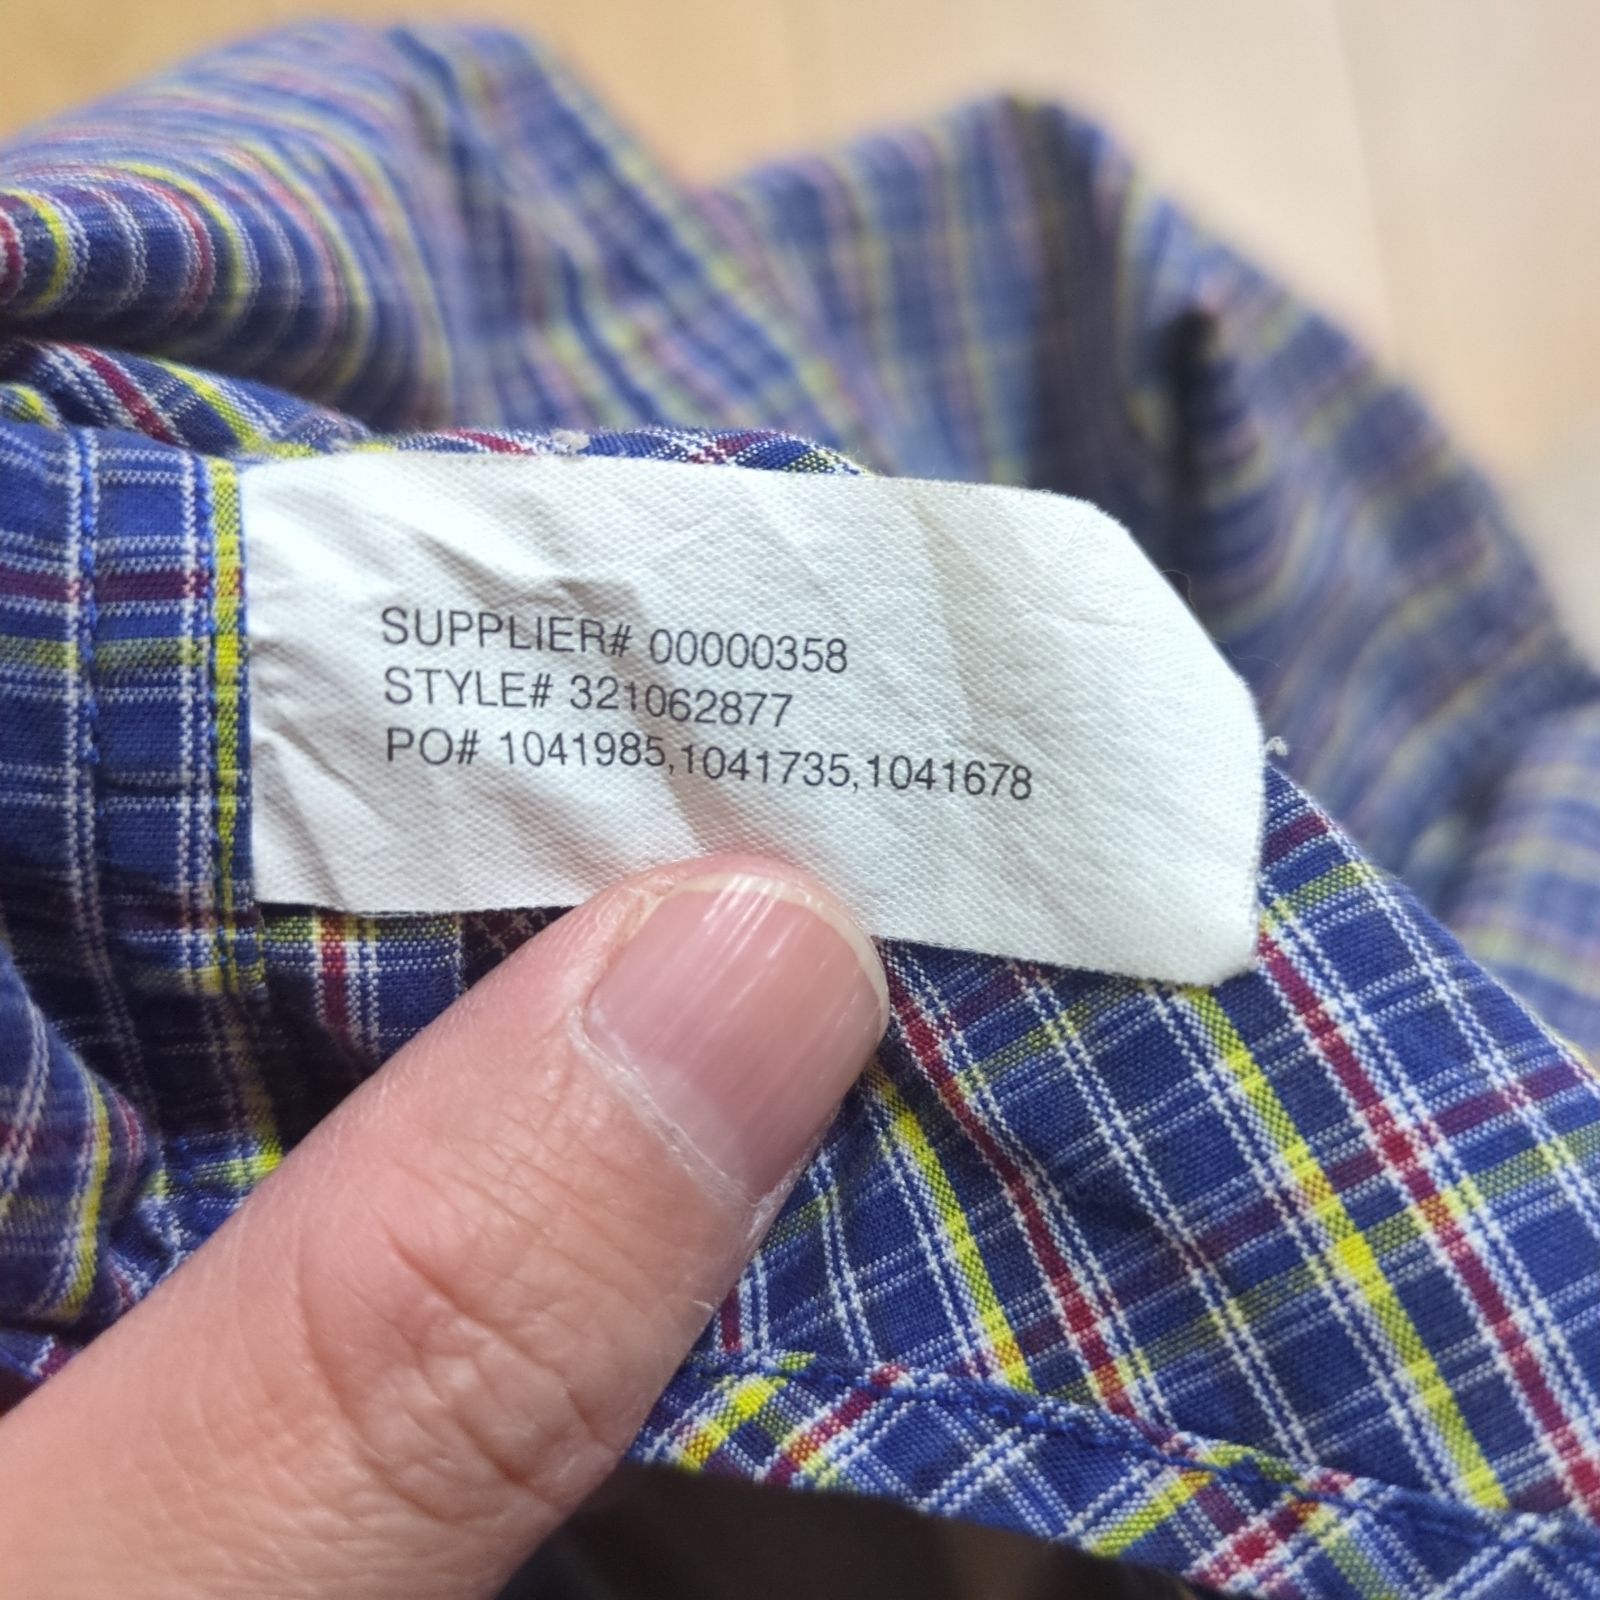 SUPPLIER# 00000358
STYLE# 321062877
PO# 1041985,1041735,1041678